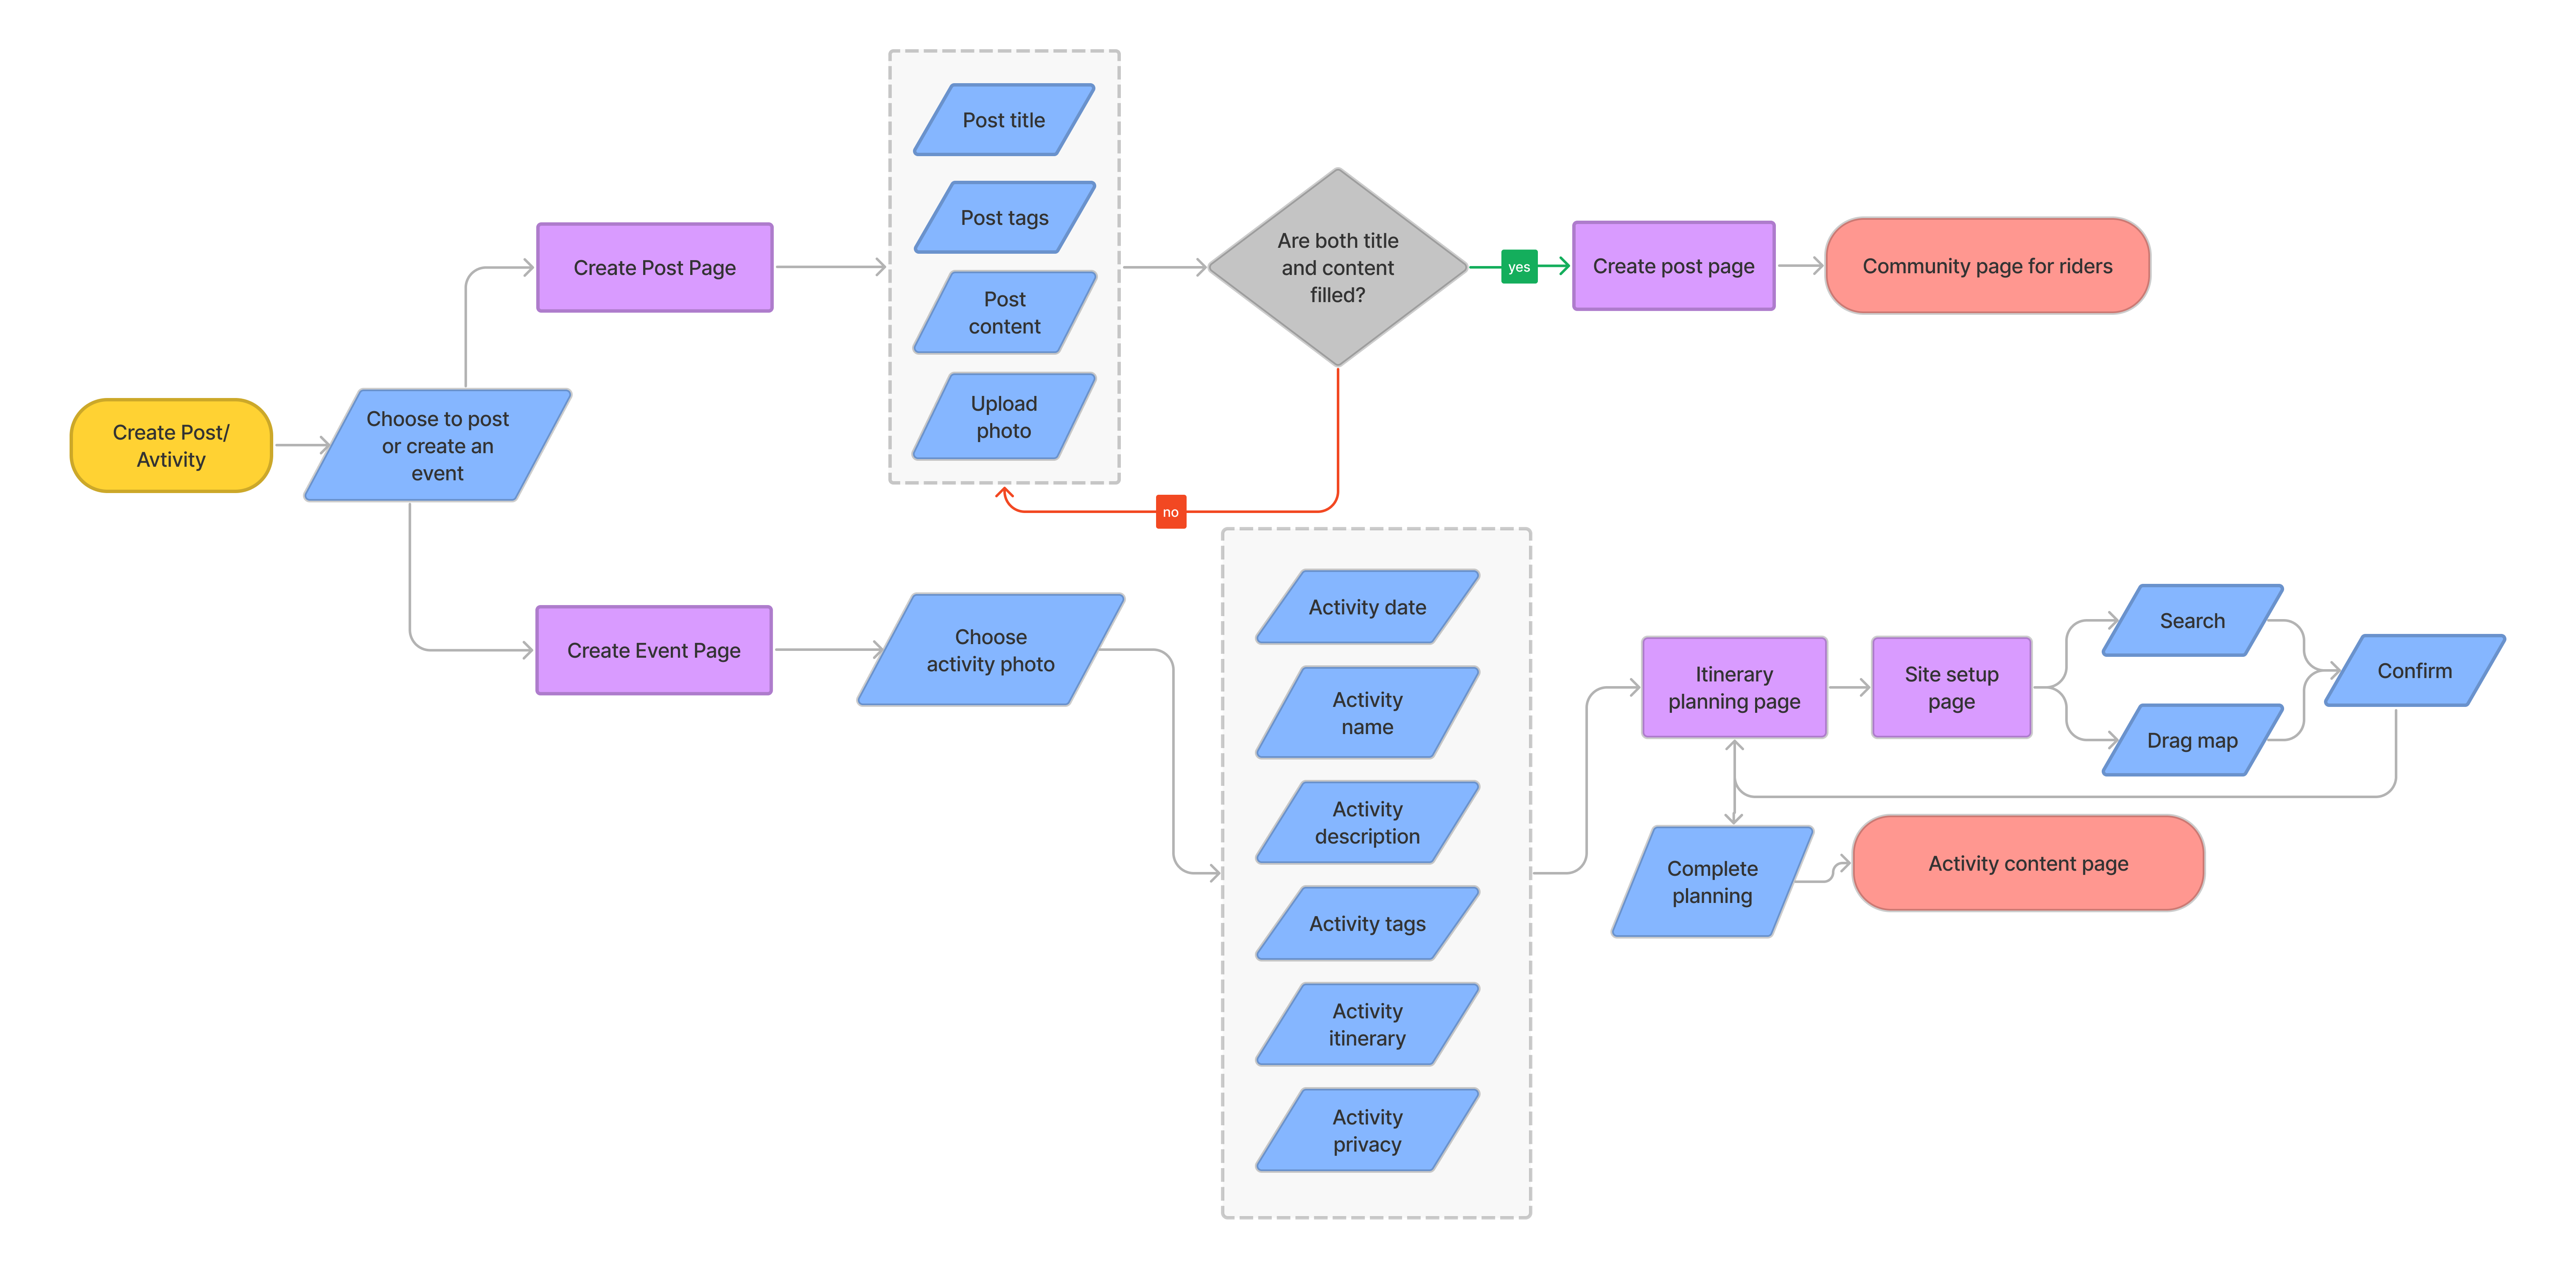 Create Post/
Avtivity
Choose to post
or create an
event
Create Post Page
Post title
Post tags
Post
content
Upload
photo
Are both title
and content
filled?
yes
Create post page
Community page for riders
no
Create Event Page
Choose
activity photo
Activity date
Activity
name
Activity
description
Activity tags
Activity
itinerary
Activity
privacy
Itinerary
planning page
Site setup
page
Search
Drag map
Confirm
Complete
planning
Activity content page